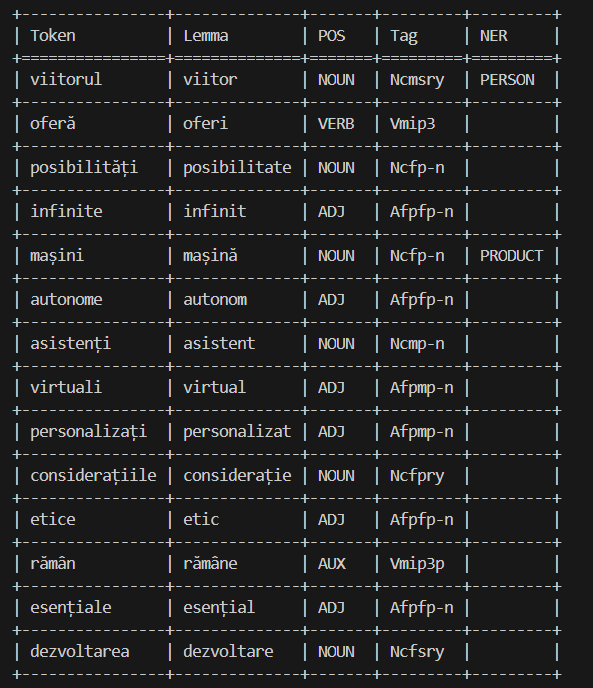 +----------------+-------------+-------+---------+---------+
| Token          | Lemma       | POS   | Tag     | NER     |
+================+=============+=======+=========+=========+
| viitorul       | viitor      | NOUN  | Ncmsry  | PERSON  |
+----------------+-------------+-------+---------+---------+
| oferă          | oferi       | VERB  | Vmip3   |         |
+----------------+-------------+-------+---------+---------+
| posibilități   | posibilitate | NOUN  | Ncfp-n  |         |
+----------------+-------------+-------+---------+---------+
| infinite       | infinit     | ADJ   | Afpfp-n |         |
+----------------+-------------+-------+---------+---------+
| mașini         | mașină      | NOUN  | Ncfp-n  | PRODUCT |
+----------------+-------------+-------+---------+---------+
| autonome       | autonom     | ADJ   | Afpfp-n |         |
+----------------+-------------+-------+---------+---------+
| asistenți      | asistent    | NOUN  | Ncmp-n  |         |
+----------------+-------------+-------+---------+---------+
| virtuali       | virtual     | ADJ   | Afpmp-n |         |
+----------------+-------------+-------+---------+---------+
| personalizați  | personalizat | ADJ   | Afpmp-n |         |
+----------------+-------------+-------+---------+---------+
| considerațiile | considerație | NOUN  | Ncfpry  |         |
+----------------+-------------+-------+---------+---------+
| etice          | etic        | ADJ   | Afpfp-n |         |
+----------------+-------------+-------+---------+---------+
| rămân          | rămâne      | AUX   | Vmip3p  |         |
+----------------+-------------+-------+---------+---------+
| esențiale      | esențial    | ADJ   | Afpfp-n |         |
+----------------+-------------+-------+---------+---------+
| dezvoltarea    | dezvoltare  | NOUN  | Ncfsry  |         |
+----------------+-------------+-------+---------+---------+